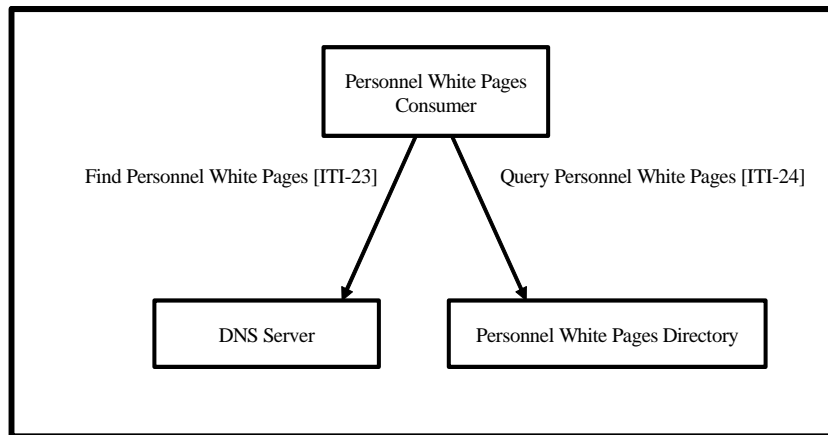 Personnel White Pages
Consumer
Find Personnel White Pages [ITI-23]
Query Personnel White Pages [ITI-24]
DNS Server
Personnel White Pages Directory